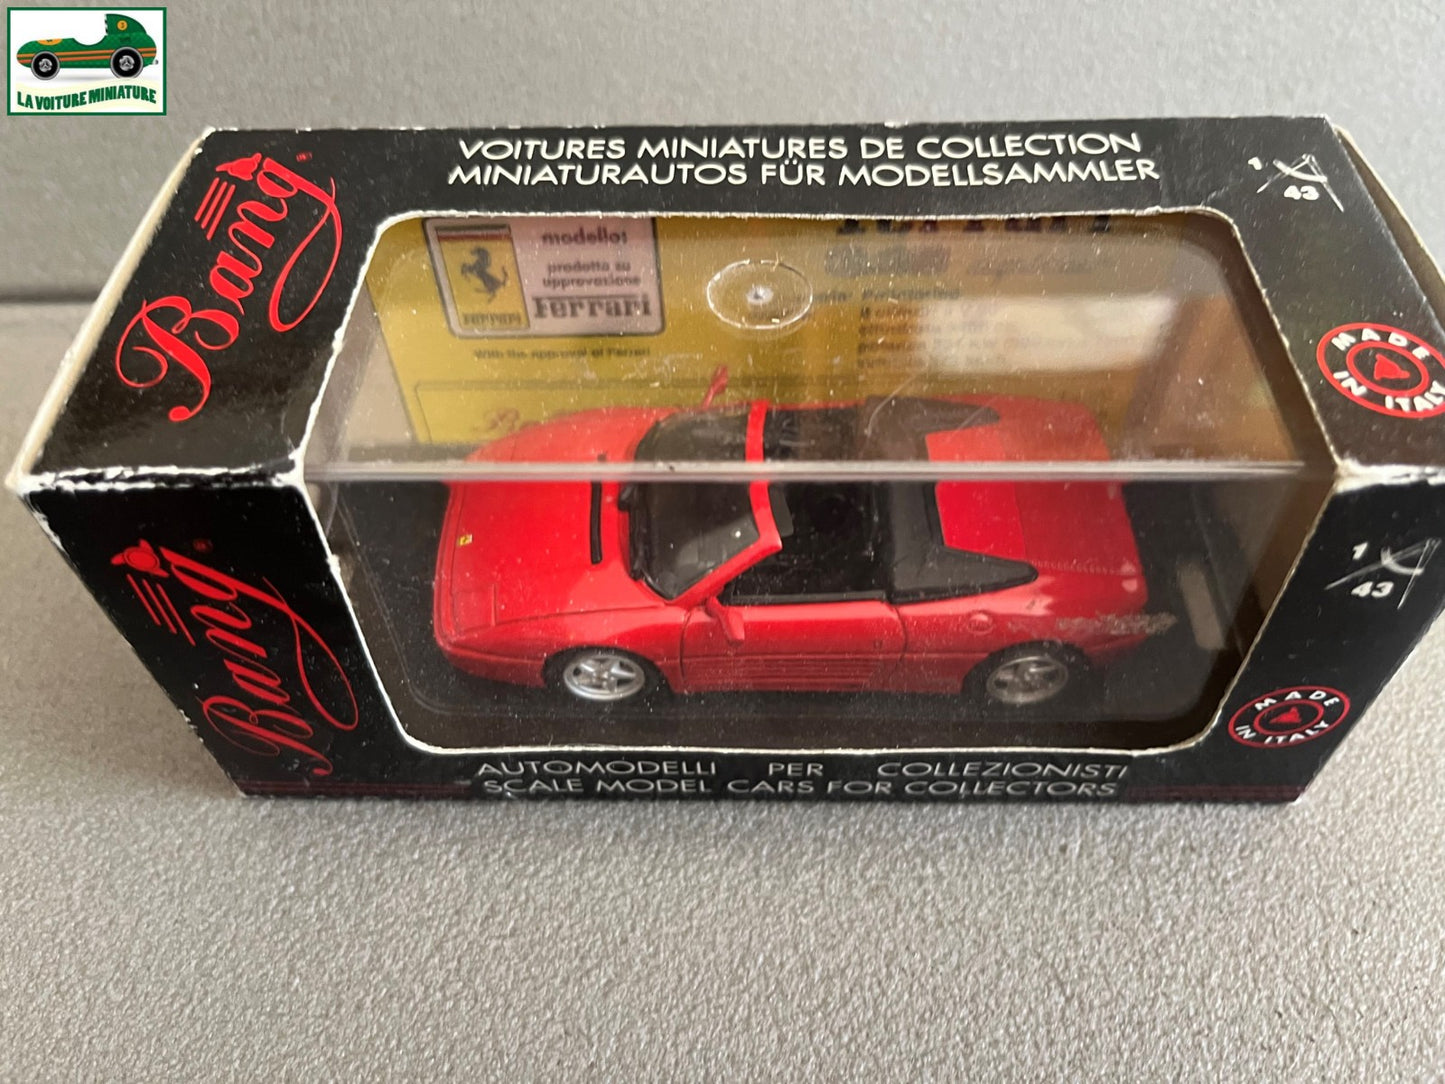 LA VOITURE MINIATURE
VOITURES MINIATURES DE COLLECTION
MINIATURAUTOS FÜR MODELLSAMMLER
Bang
1
43
MADE IN ITALY
modello:
prodotto su
approvazione
Ferrari
FERRARI
With the approval of Ferrari
Bang
1
43
MADE IN ITALY
AUTOMODELLI PER COLLEZIONISTI
SCALE MODEL CARS FOR COLLECTORS